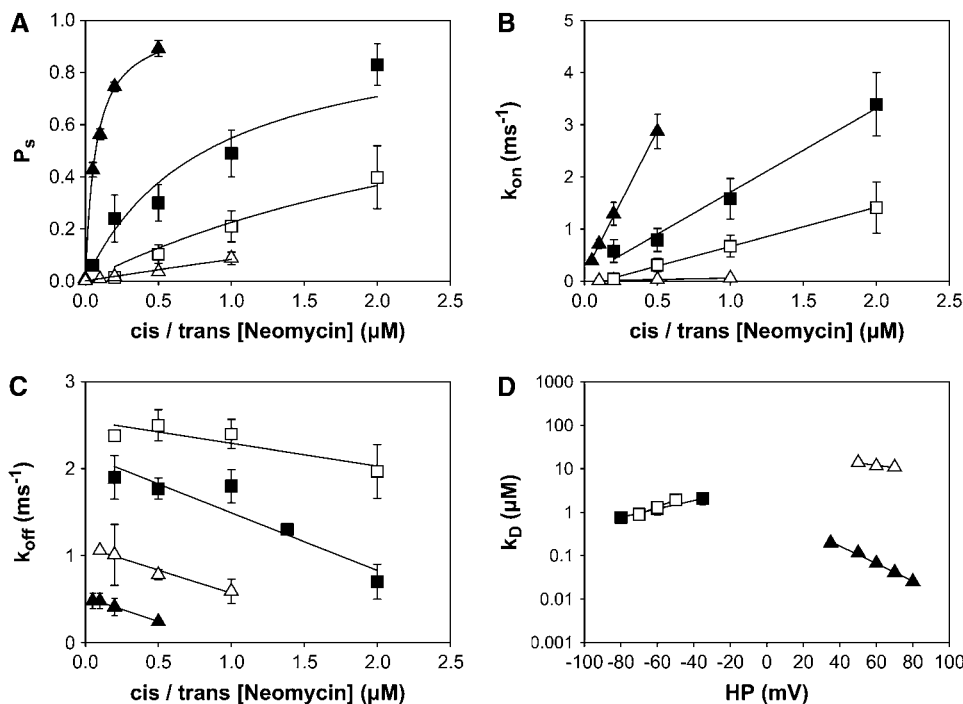 A
1.0
0.8
0.6
0.4
0.2
0.0
Ps
0.0 0.5 1.0 1.5 2.0 2.5
cis / trans [Neomycin] (µM)
B
5
4
3
2
1
0
kon (ms-1)
0.0 0.5 1.0 1.5 2.0 2.5
cis / trans [Neomycin] (µM)
C
3
2
1
0
koff (ms-1)
0.0 0.5 1.0 1.5 2.0 2.5
cis / trans [Neomycin] (µM)
D
1000
100
10
1
0.1
0.01
0.001
kD (µM)
-100 -80 -60 -40 -20 0 20 40 60 80 100
HP (mV)